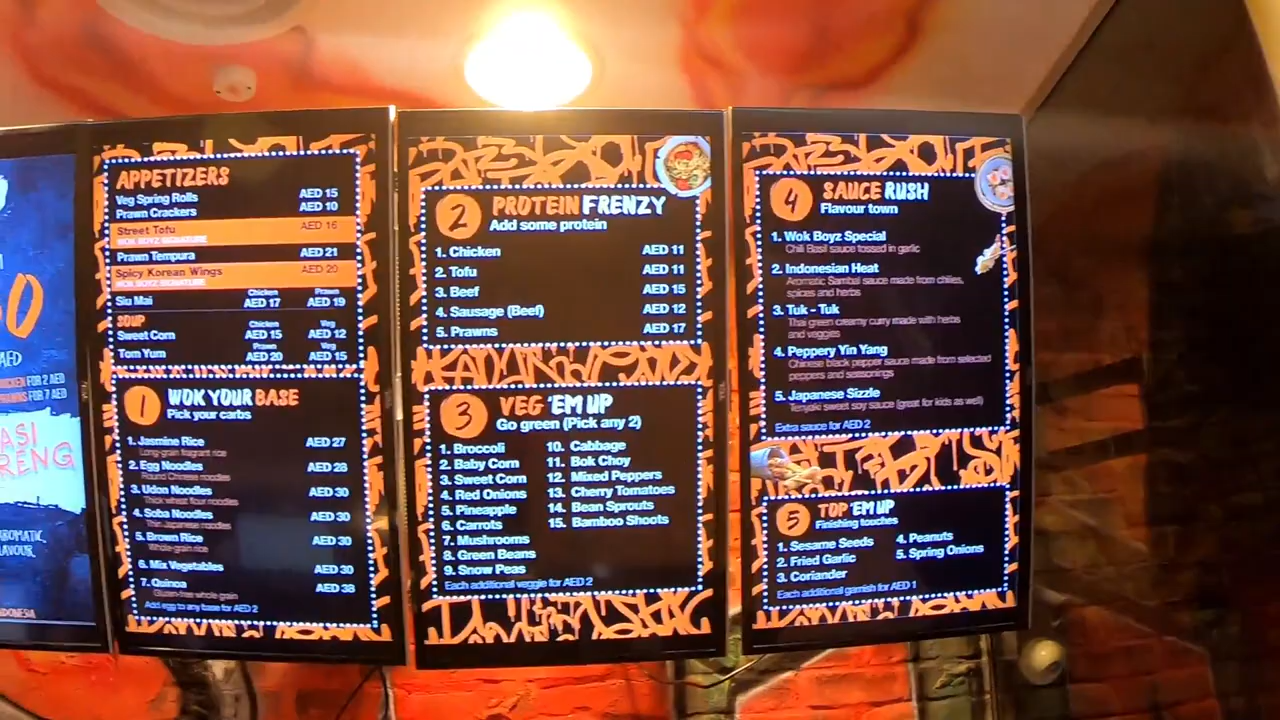 0
AED
CHICKEN FOR 2 AED
PRAWNS FOR 7 AED
ASI
RENG
AROMATIC
LAVOUR.
APPETIZERS
Veg Spring Rolls AED 15
Prawn Crackers AED 10
Street Tofu AED 16
WOK BOYZ SIGNATURE
Prawn Tempura AED 21
Spicy Korean Wings AED 20
WOK BOYZ SIGNATURE
Chicken Prawn
Siu Mai AED 17 AED 19
SOUP Chicken Veg
Sweet Corn AED 15 AED 12
Prawn Veg
Tom Yum AED 20 AED 15
1 WOK YOUR BASE
Pick your carbs
1. Jasmine Rice AED 27
Long-grain fragrant rice
2. Egg Noodles AED 28
Round Chinese noodles
3. Udon Noodles AED 30
Thick wheat flour noodles
4. Soba Noodles AED 30
Thin Japanese noodles
5. Brown Rice AED 30
Whole-grain rice
6. Mix Vegetables AED 30
7. Quinoa AED 38
Gluten-free whole grain
Add egg to any base for AED 2
2 PROTEIN FRENZY
Add some protein
1. Chicken AED 11
2. Tofu AED 11
3. Beef AED 15
4. Sausage (Beef) AED 12
5. Prawns AED 17
3 VEG 'EM UP
Go green (Pick any 2)
1. Broccoli
2. Baby Corn
3. Sweet Corn
4. Red Onions
5. Pineapple
6. Carrots
7. Mushrooms
8. Green Beans
9. Snow Peas
10. Cabbage
11. Bok Choy
12. Mixed Peppers
13. Cherry Tomatoes
14. Bean Sprouts
15. Bamboo Shoots
Each additional veggie for AED 2
4 SAUCE RUSH
Flavour town
1. Wok Boyz Special
Chili Basil sauce tossed in garlic
2. Indonesian Heat
Aromatic Sambal sauce made from chilies,
spices and herbs
3. Tuk - Tuk
Thai green creamy curry made with herbs
and veggies
4. Peppery Yin Yang
Chinese black pepper sauce made from selected
peppers and seasonings
5. Japanese Sizzle
Teriyaki sweet soy sauce (great for kids as well)
Extra sauce for AED 2
5 TOP 'EM UP
Finishing touches
1. Sesame Seeds
2. Fried Garlic
3. Coriander
4. Peanuts
5. Spring Onions
Each additional garnish for AED 1